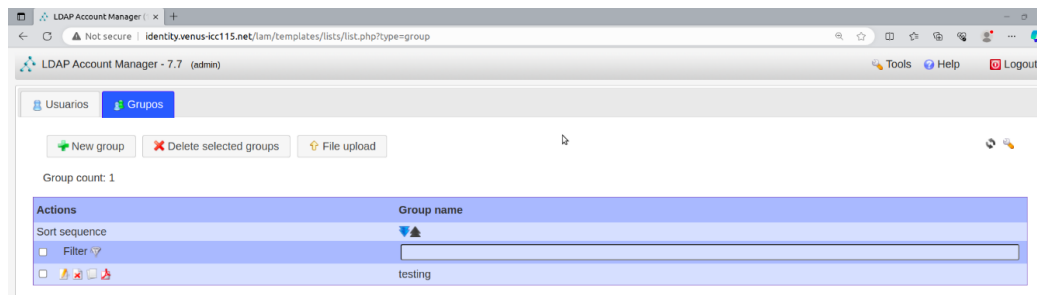 LDAP Account Manager (
Not secure identity.venus-icc115.net/lam/templates/lists/list.php?type=group
LDAP Account Manager - 7.7 (admin) Tools Help Logout
Usuarios Grupos
New group Delete selected groups File upload
Group count: 1
Actions Group name
Sort sequence
Filter
testing